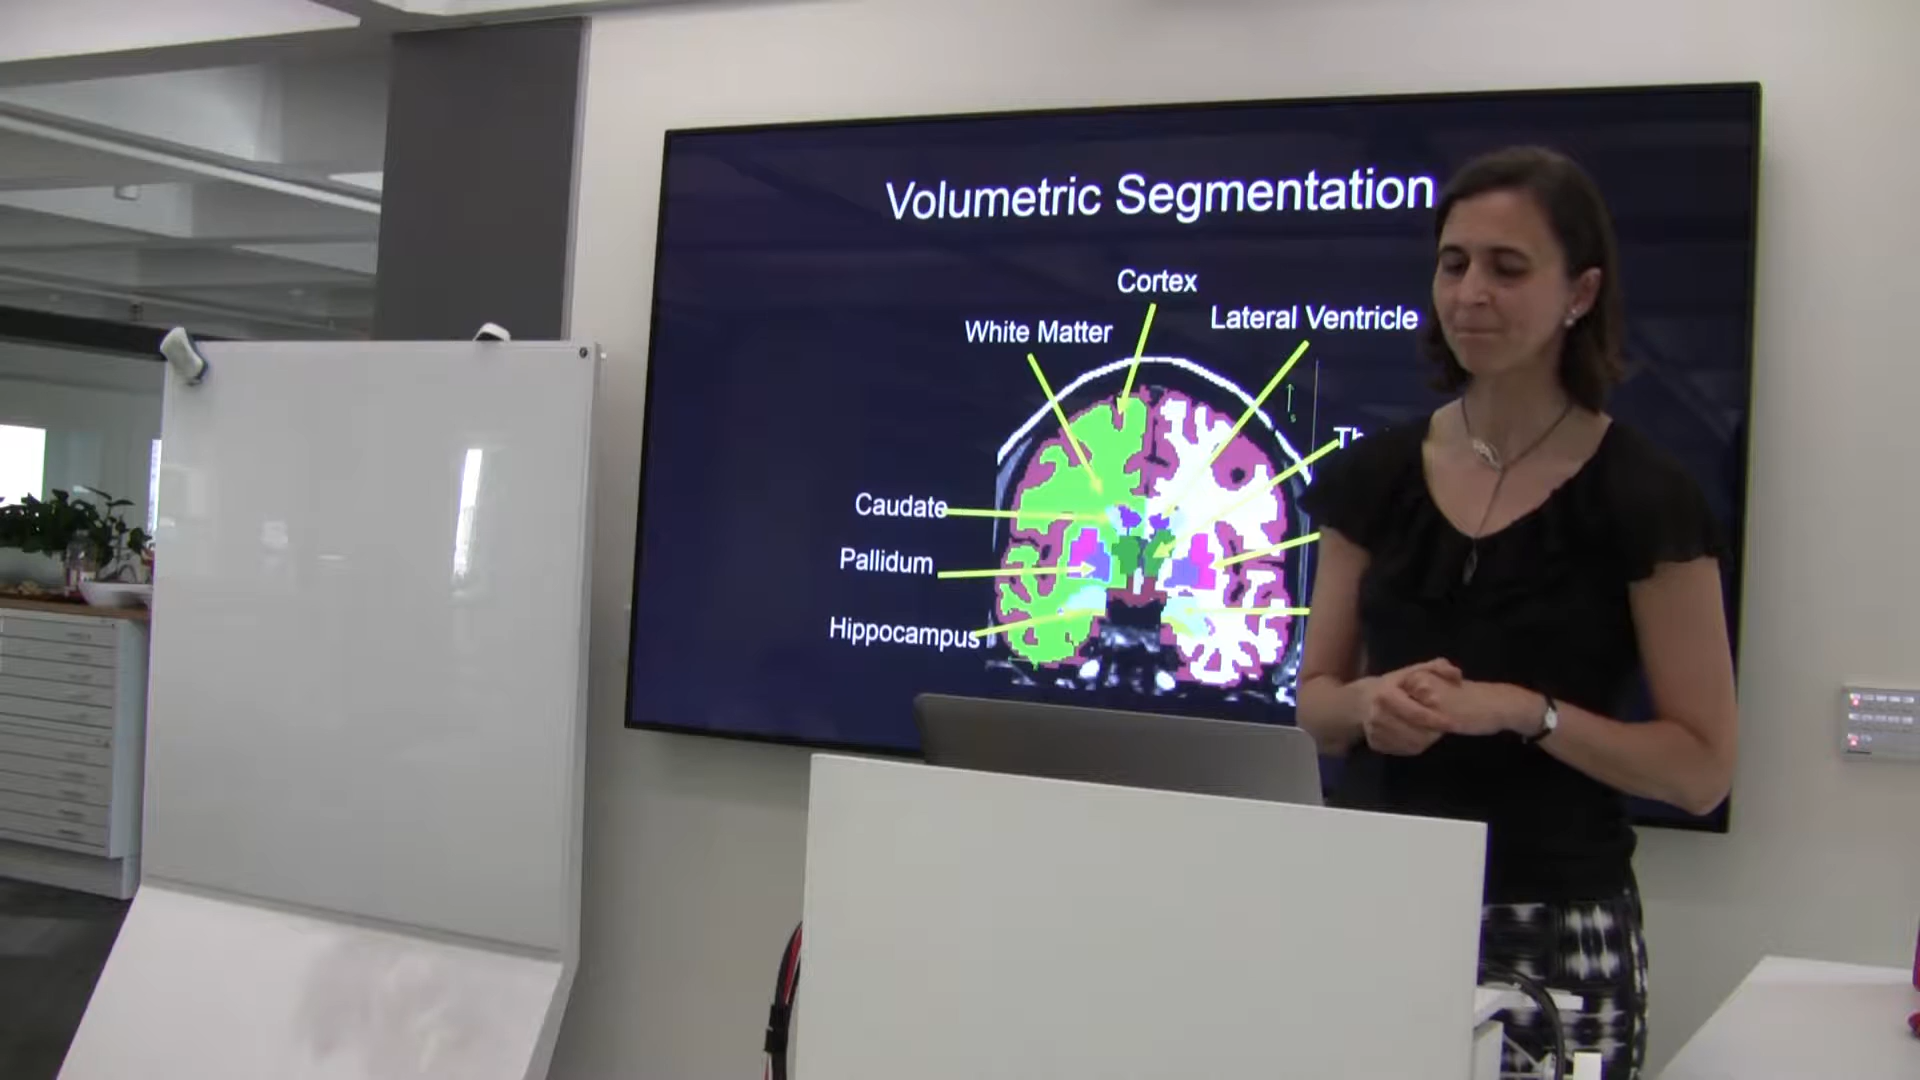 Volumetric Segmentation
Cortex
Lateral Ventricle
White Matter
Caudate
Pallidum
Hippocampus